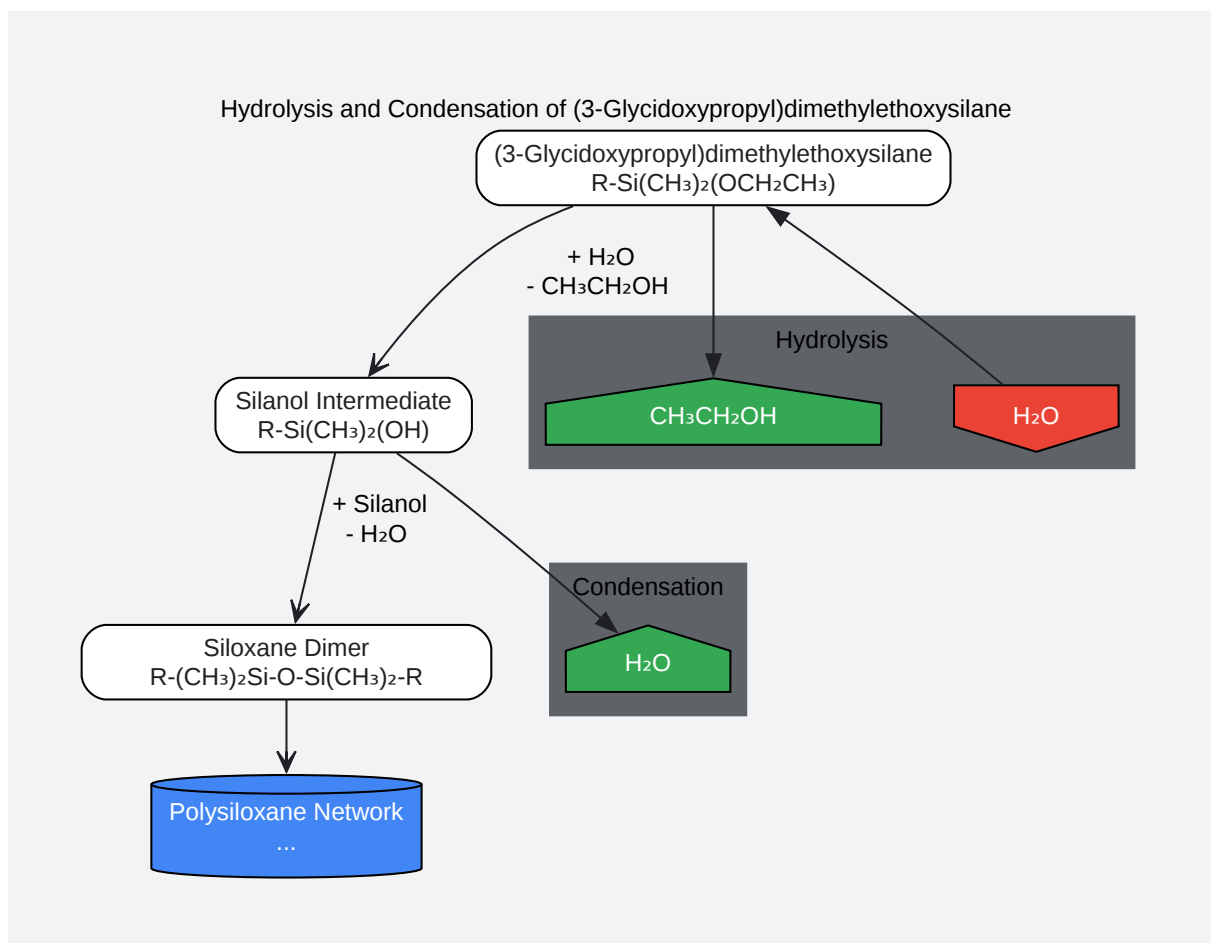 Hydrolysis and Condensation of (3-Glycidoxypropyl)dimethylethoxysilane
(3-Glycidoxypropyl)dimethylethoxysilane
R-Si(CH₃)₂(OCH₂CH₃)
+ H₂O
- CH₃CH₂OH
Hydrolysis
Silanol Intermediate
R-Si(CH₃)₂(OH)
CH₃CH₂OH
H₂O
+ Silanol
- H₂O
Condensation
Siloxane Dimer
R-(CH₃)₂Si-O-Si(CH₃)₂-R
H₂O
Polysiloxane Network
...